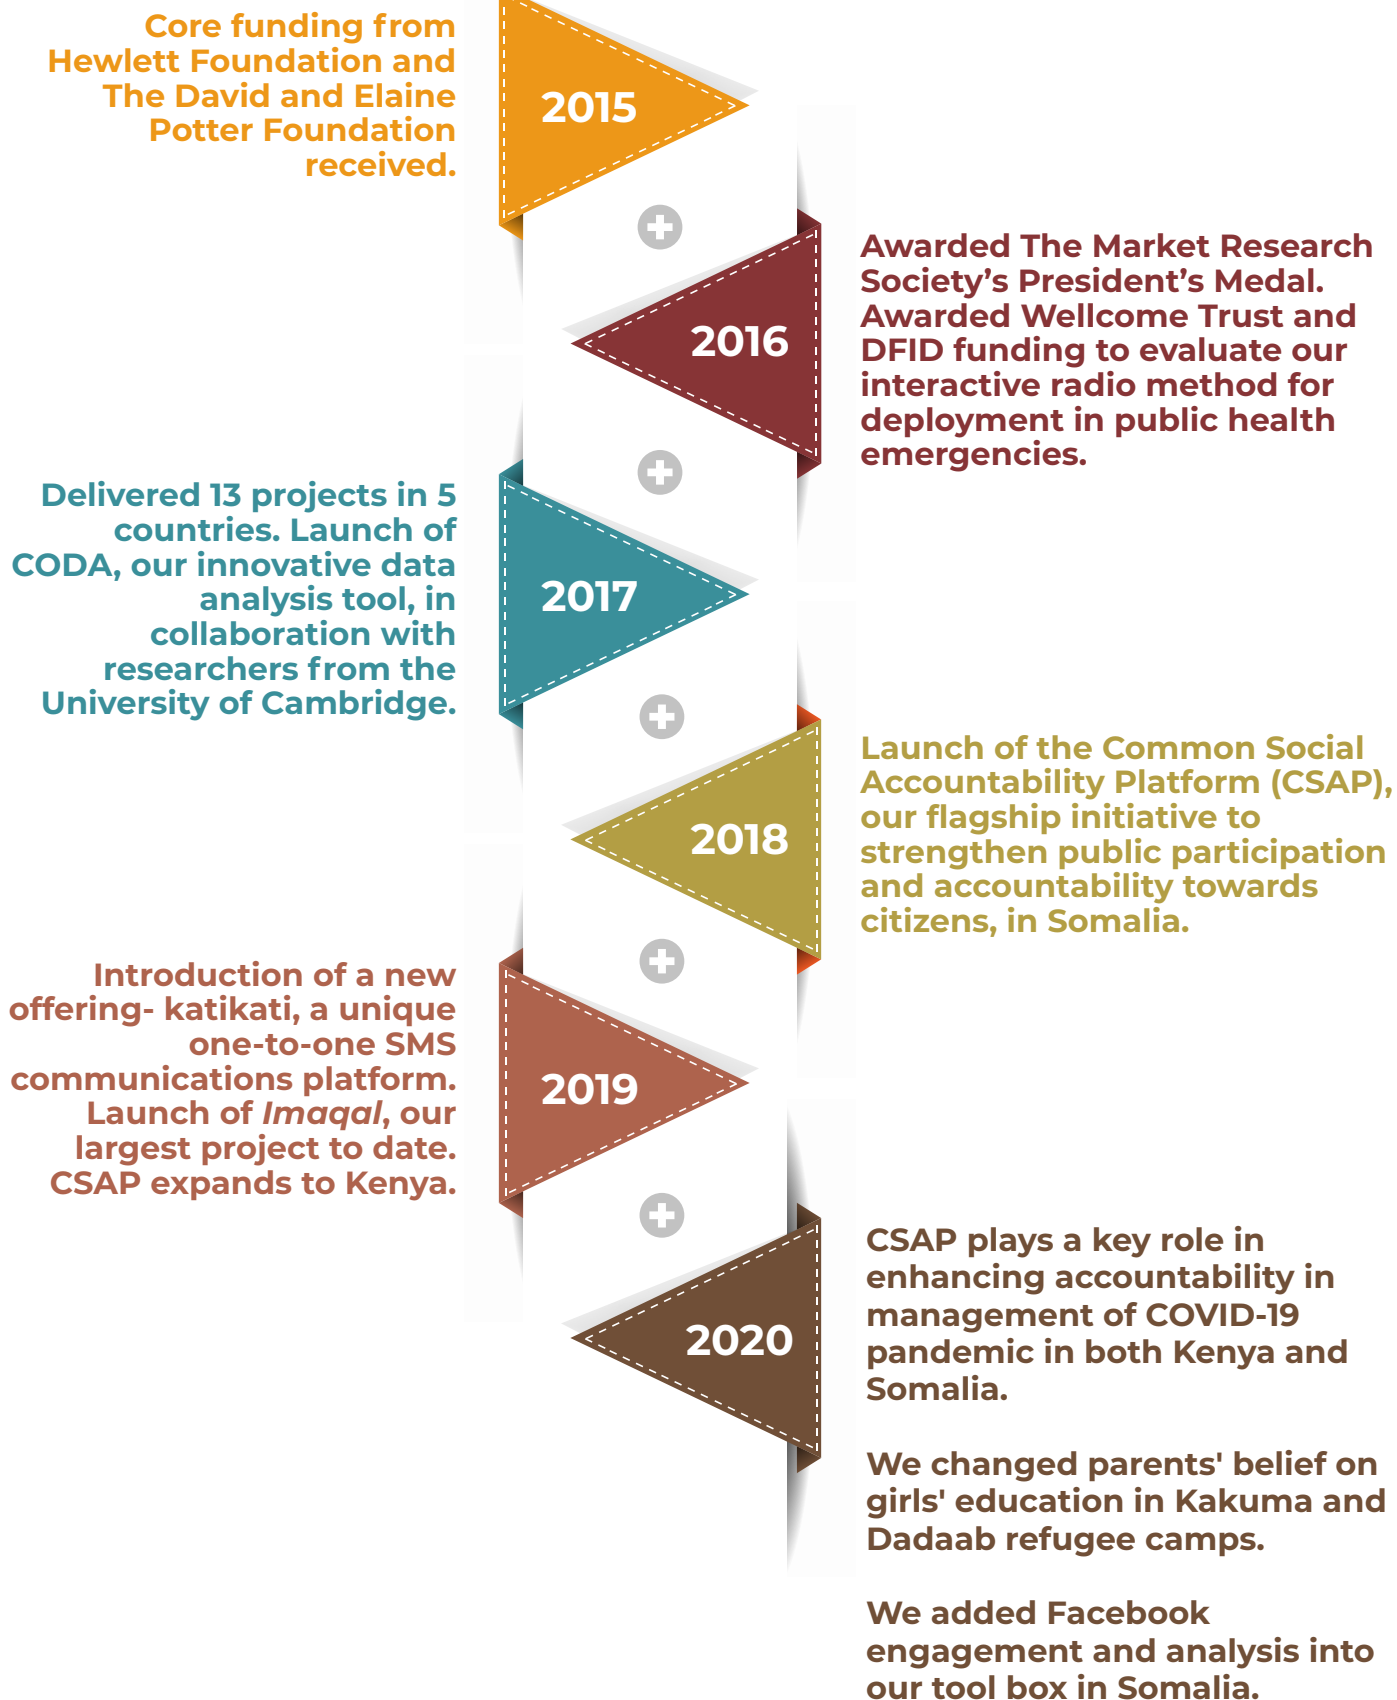 Core funding from
Hewlett Foundation and
The David and Elaine
Potter Foundation
received.
2015
Awarded The Market Research
Society’s President’s Medal.
Awarded Wellcome Trust and
DFID funding to evaluate our
interactive radio method for
deployment in public health
emergencies.
2016
Delivered 13 projects in 5
countries. Launch of
CODA, our innovative data
analysis tool, in
collaboration with
researchers from the
University of Cambridge.
2017
Launch of the Common Social
Accountability Platform (CSAP),
our flagship initiative to
strengthen public participation
and accountability towards
citizens, in Somalia.
2018
Introduction of a new
offering- katikati, a unique
one-to-one SMS
communications platform.
Launch of Imaqal, our
largest project to date.
CSAP expands to Kenya.
2019
CSAP plays a key role in
enhancing accountability in
management of COVID-19
pandemic in both Kenya and
Somalia.
2020
We changed parents' belief on
girls' education in Kakuma and
Dadaab refugee camps.
We added Facebook
engagement and analysis into
our tool box in Somalia.